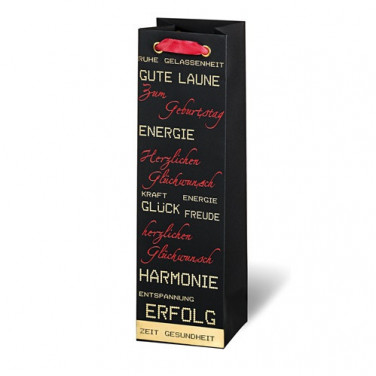 RUHE GELASSENHEIT
GUTE LAUNE
Zum
Geburtstag
ENERGIE
Herzlichen
Glückwunsch
KRAFT ENERGIE
GLÜCK FREUDE
herzlichen
Glückwunsch
HARMONIE
ENTSPANNUNG
ERFOLG
ZEIT GESUNDHEIT